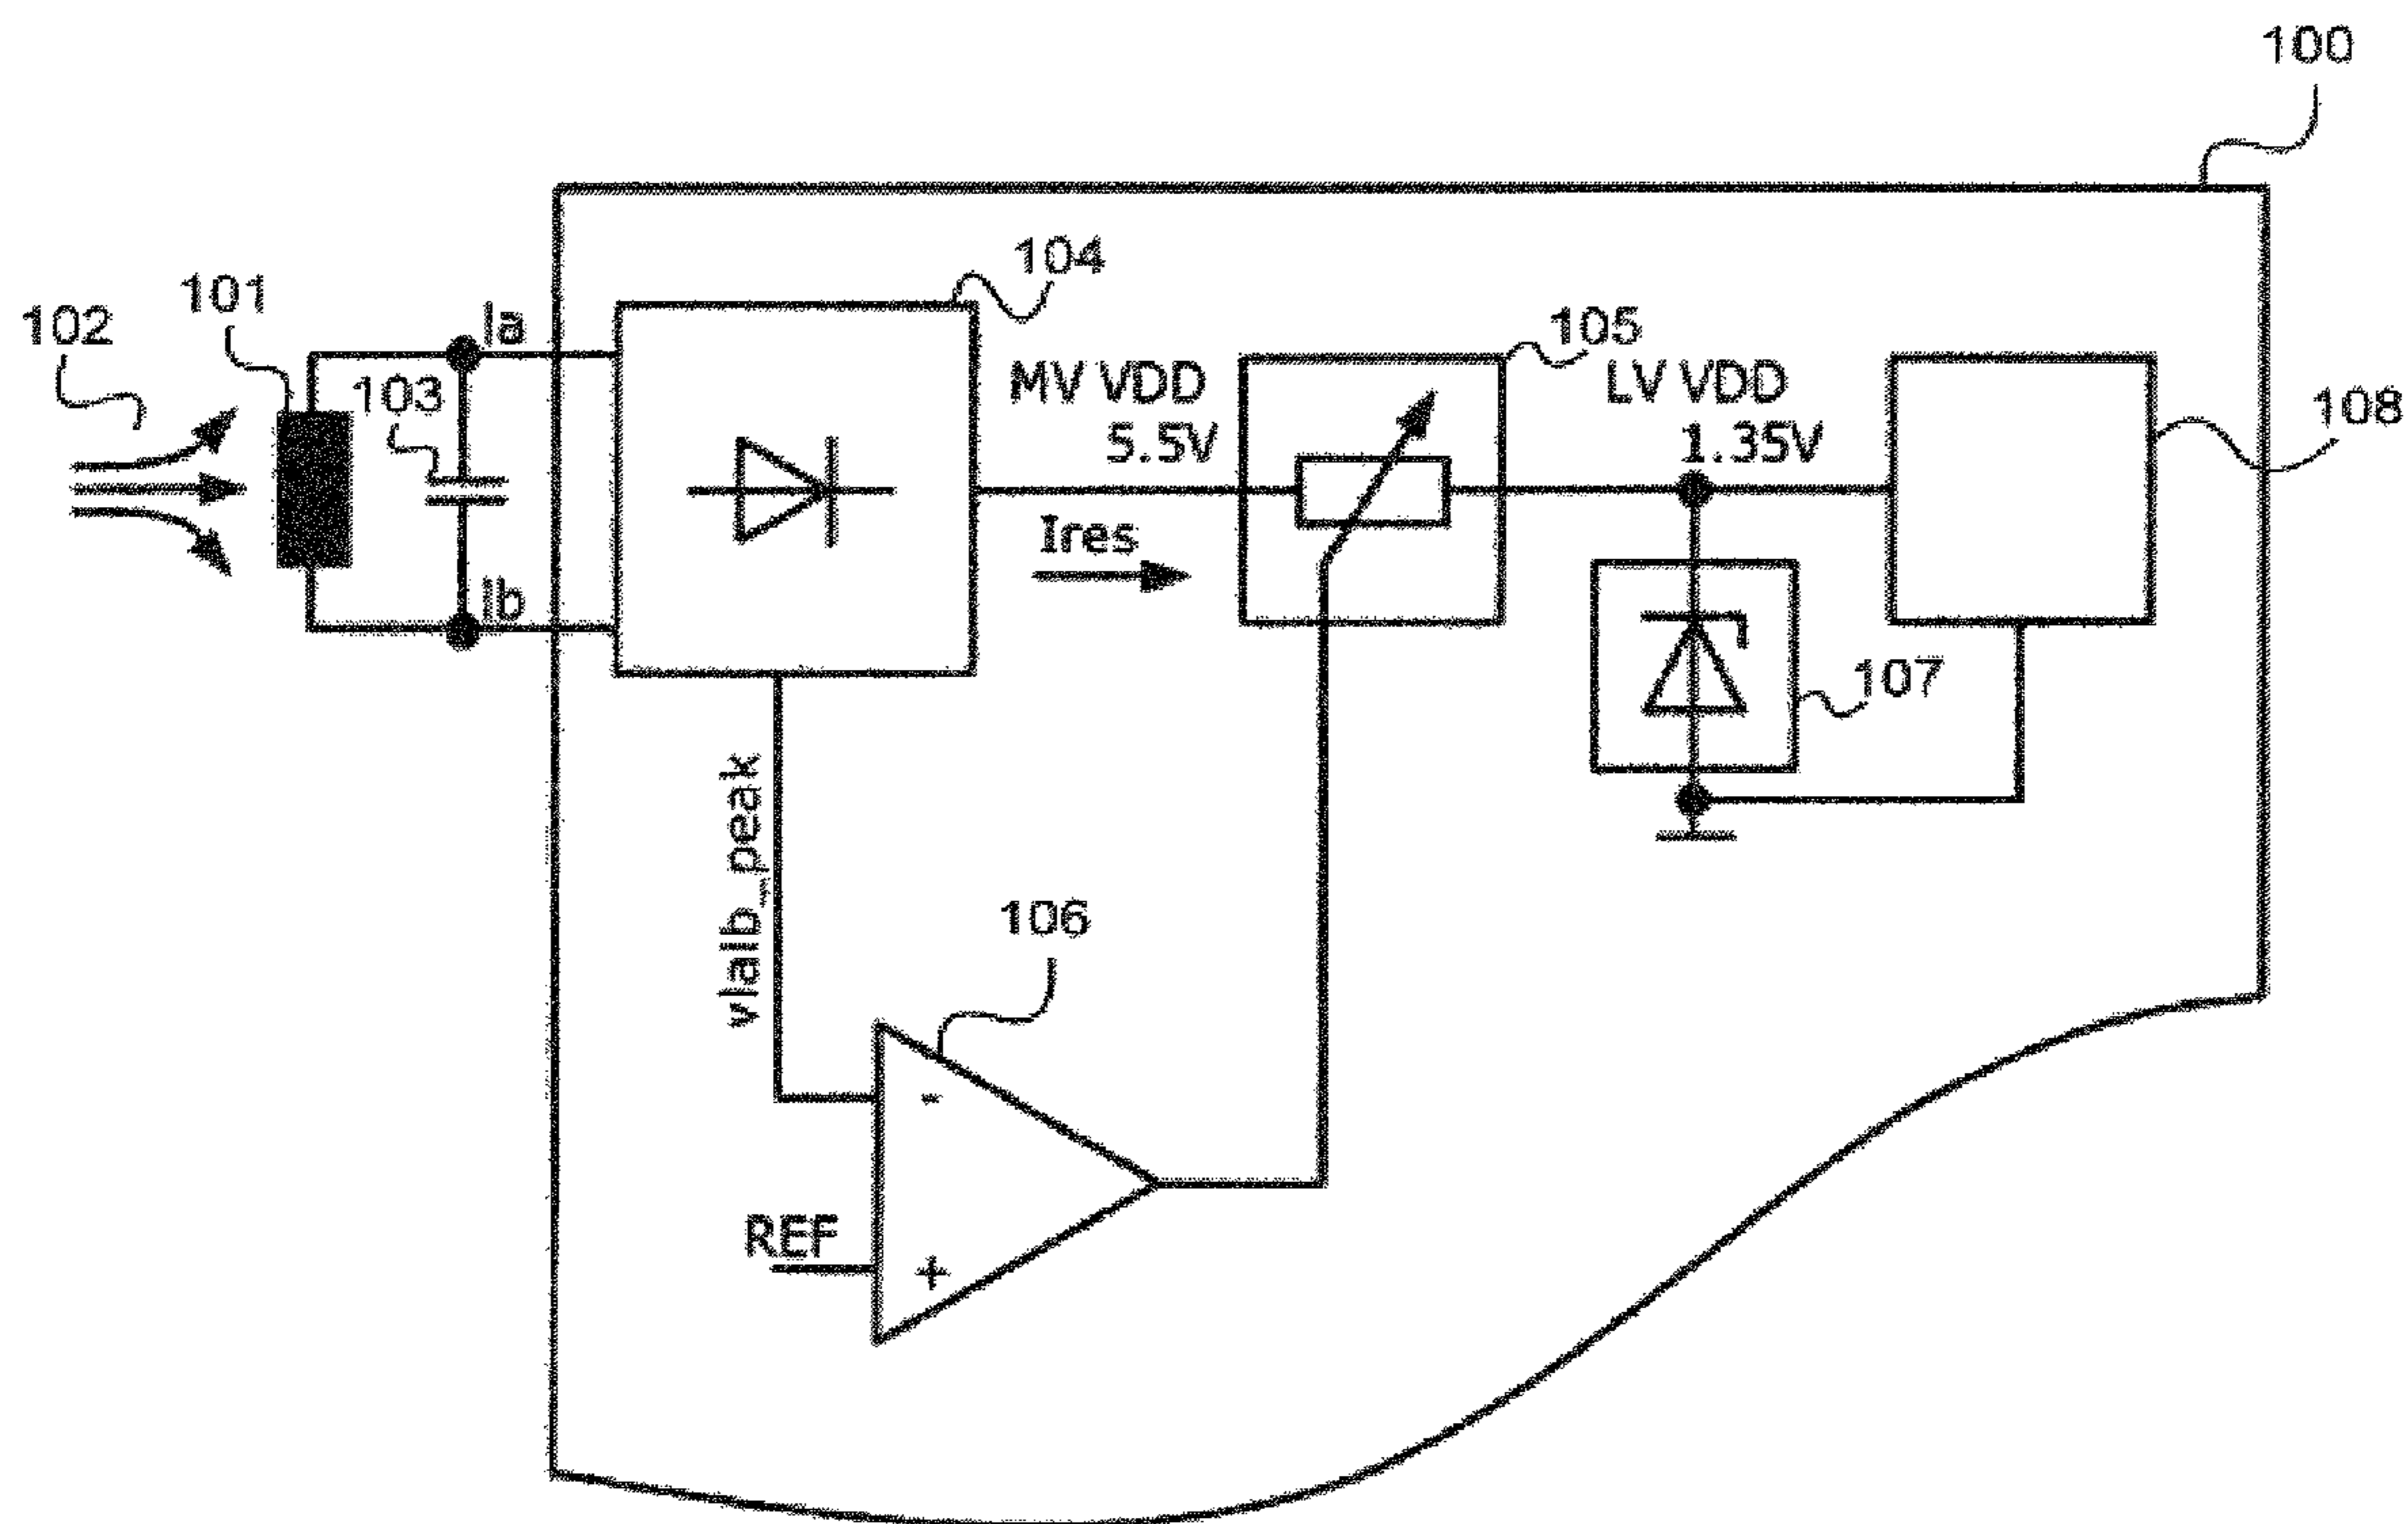 100
104
101
102
la
105
103
MV VDD
5.5V
LV VDD
1.35V
108
Ires
lb
107
vlalb_peak
106
-
REF
+